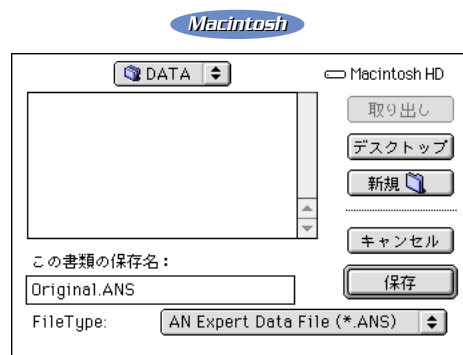 Macintosh
DATA
Macintosh HD
取り出し
デスクトップ
新規
キャンセル
この書類の保存名：
保存
Original.ANS
FileType:
AN Expert Data File (*.ANS)